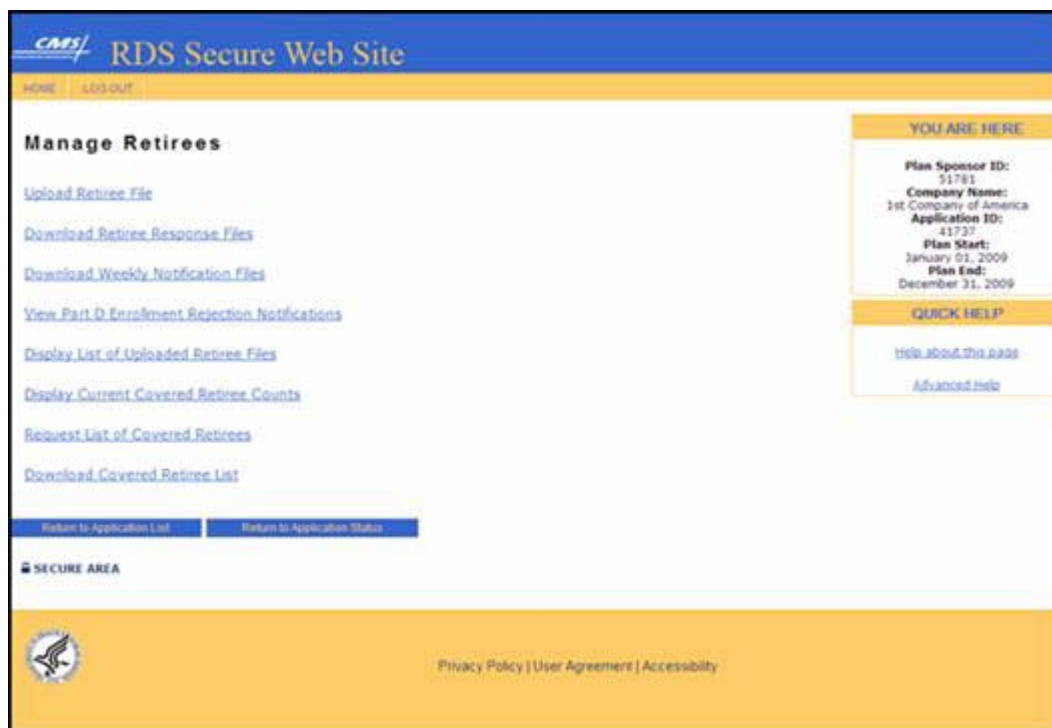 CMS
RDS Secure Web Site
HOME
LOG OUT
Manage Retirees
Upload Retiree File
Download Retiree Response Files
Download Weekly Notification Files
View Part D Enrollment Rejection Notifications
Display List of Uploaded Retiree Files
Display Current Covered Retiree Counts
Request List of Covered Retirees
Download Covered Retiree List
Return to Application List
Return to Application Status
SECURE AREA
YOU ARE HERE
Plan Sponsor ID:
51781
Company Name:
1st Company of America
Application ID:
41737
Plan Start:
January 01, 2009
Plan End:
December 31, 2009
QUICK HELP
Help about this page
Advanced Help
Privacy Policy | User Agreement | Accessibility